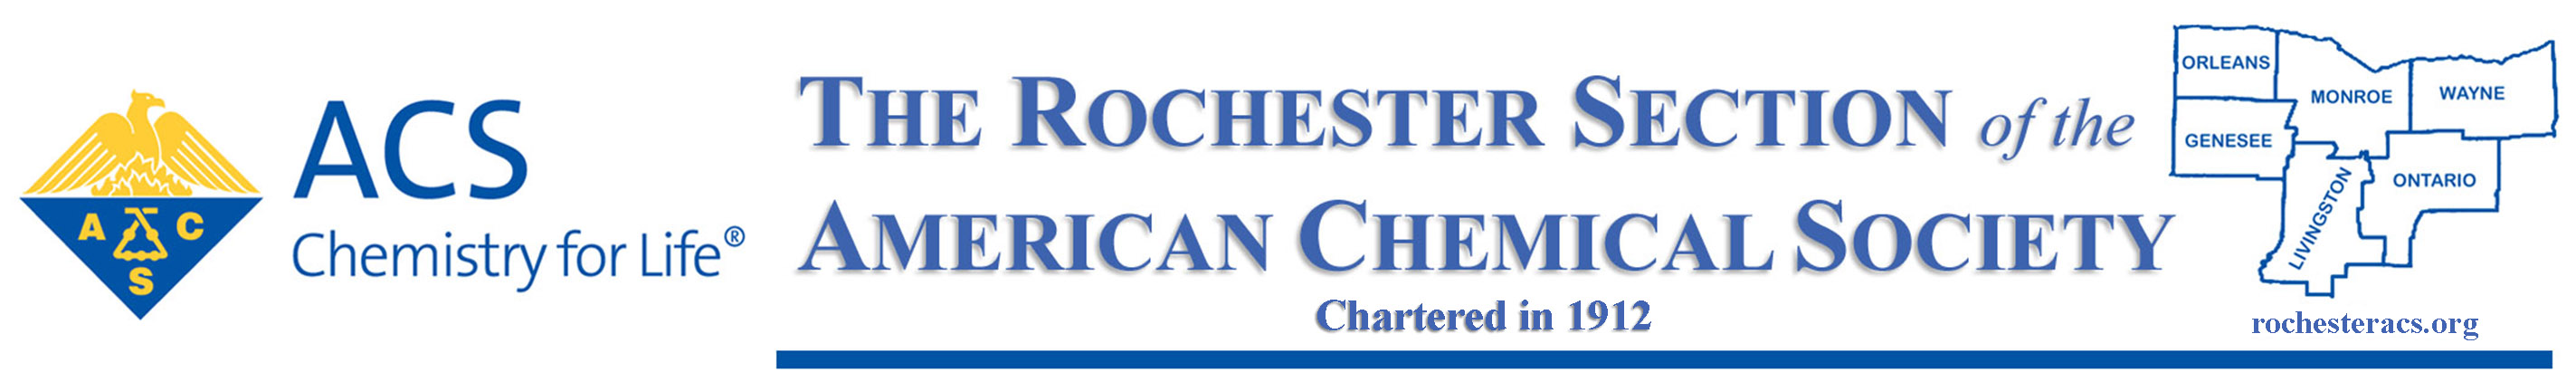 A C
S
ACS
Chemistry for Life®
THE ROCHESTER SECTION of the
AMERICAN CHEMICAL SOCIETY
Chartered in 1912
ORLEANS
MONROE
WAYNE
GENESEE
LIVINGSTON
ONTARIO
rochesteracs.org